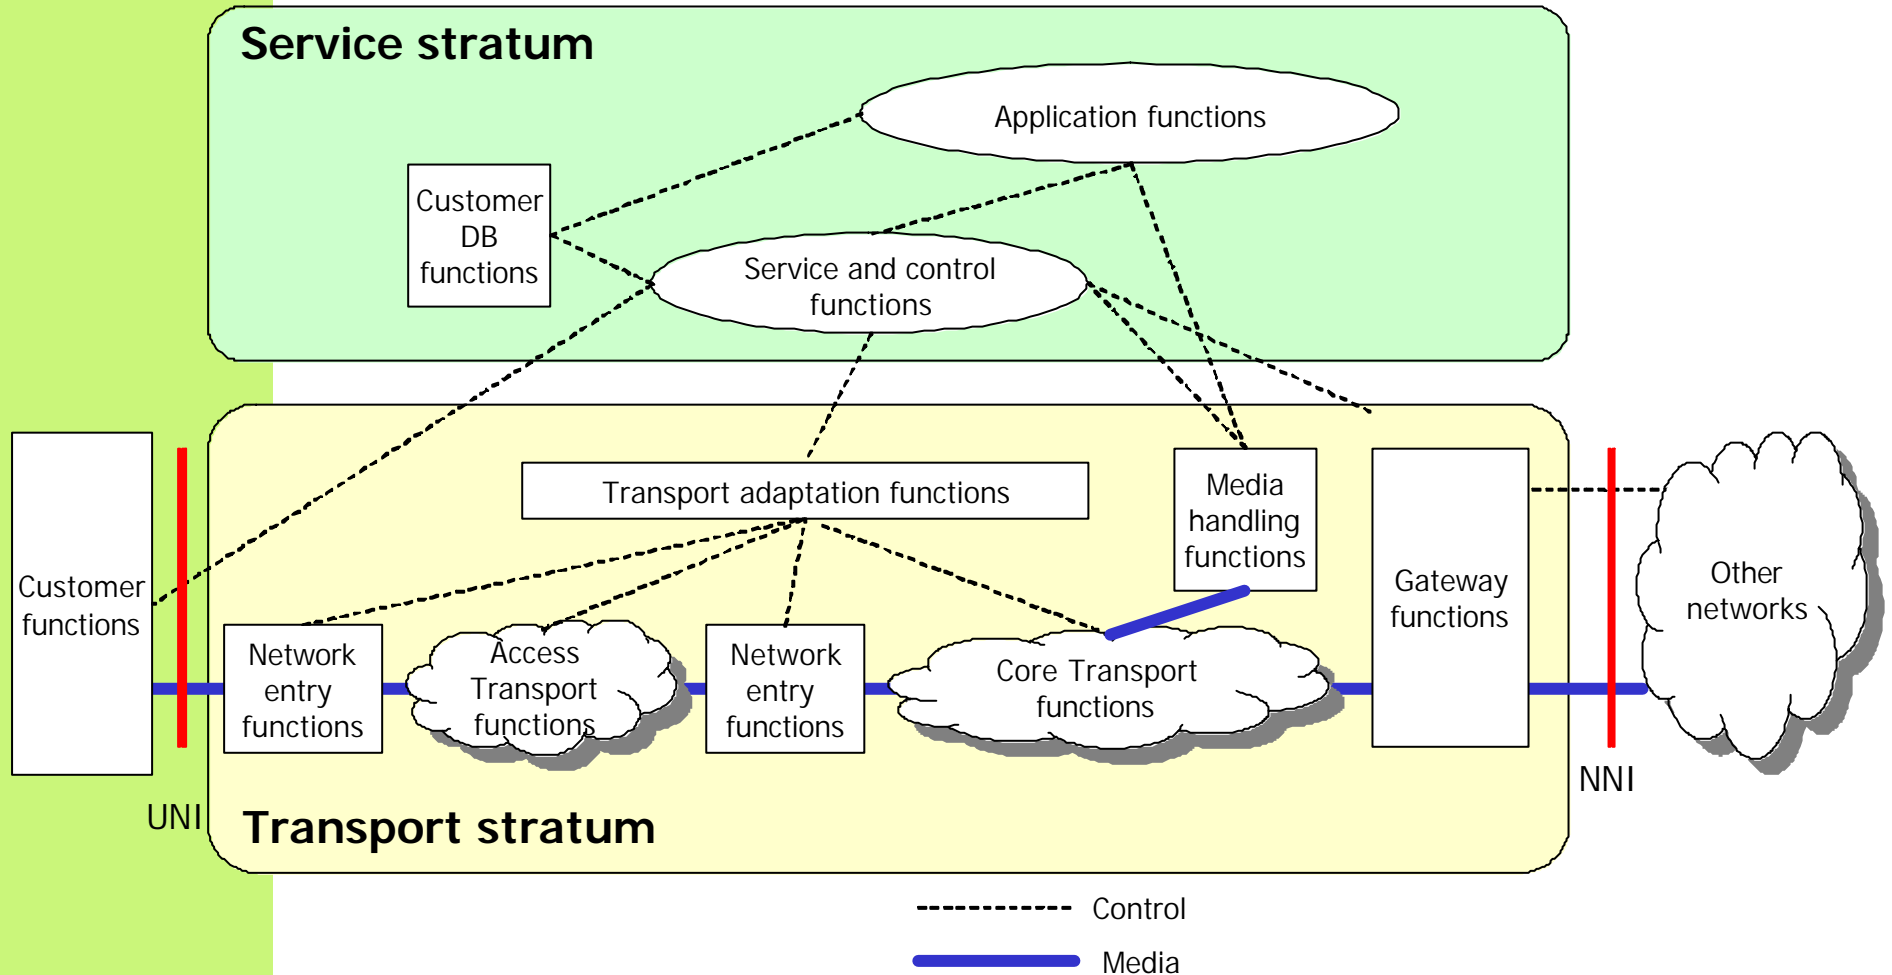 Service stratum
Application functions
Customer
DB
functions
Service and control
functions
Transport adaptation functions
Media
handling
functions
Customer
functions
Gateway
functions
Other
networks
Network
entry
functions
Access
Transport
functions
Network
entry
functions
Core Transport
functions
NNI
UNI
Transport stratum
Control
Media